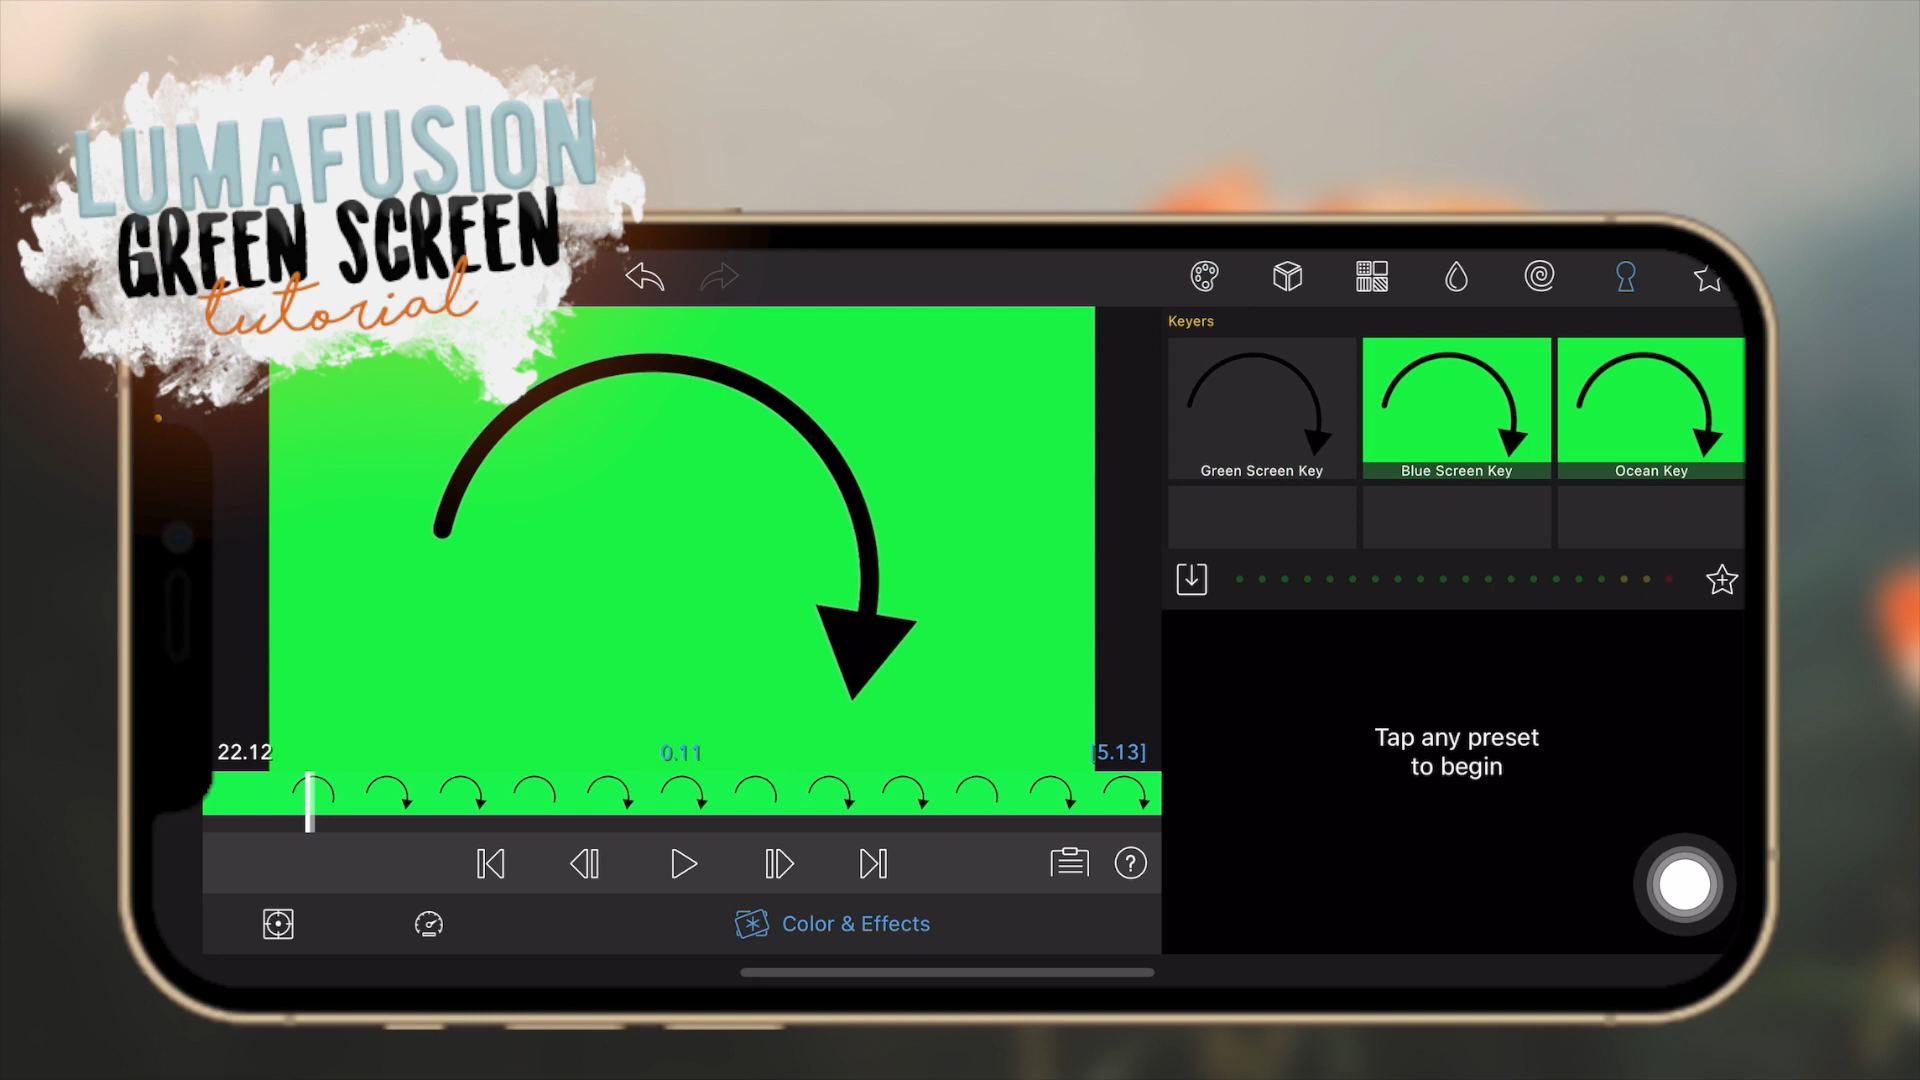 LUMAFUSION
GREEN SCREEN
tutorial
Keyers
Green Screen Key
Blue Screen Key
Ocean Key
22.12
0.11
[5.13]
Tap any preset
to begin
?
Color & Effects